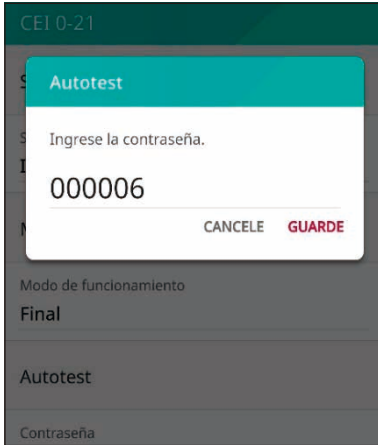 CEI 0-21
Autotest
Ingrese la contraseña.
000006
CANCELE GUARDE
Modo de funcionamiento
Final
Autotest
Contraseña